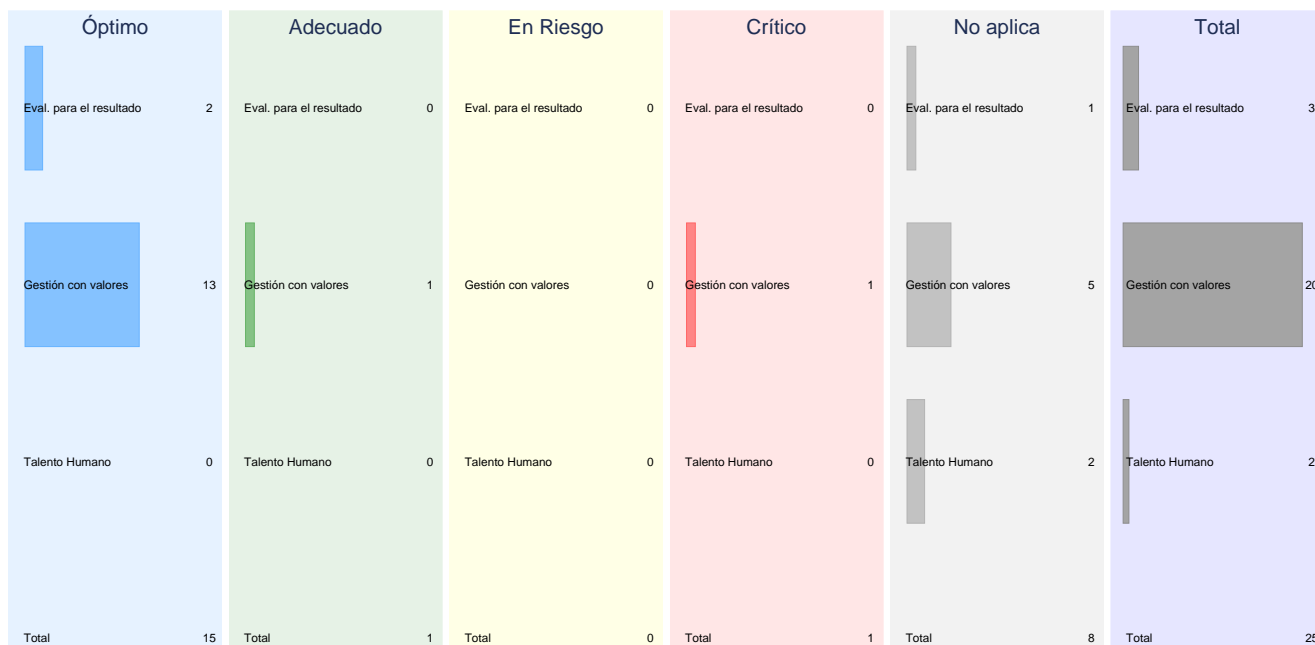 Óptimo Adecuado En Riesgo Crítico No aplica Total
Eval. para el resultado 2 Eval. para el resultado 0 Eval. para el resultado 0 Eval. para el resultado 0 Eval. para el resultado 1 Eval. para el resultado 3
Gestión con valores 13 Gestión con valores 1 Gestión con valores 0 Gestión con valores 1 Gestión con valores 5 Gestión con valores 20
Talento Humano 0 Talento Humano 0 Talento Humano 0 Talento Humano 0 Talento Humano 2 Talento Humano 2
Total 15 Total 1 Total 0 Total 1 Total 8 Total 25